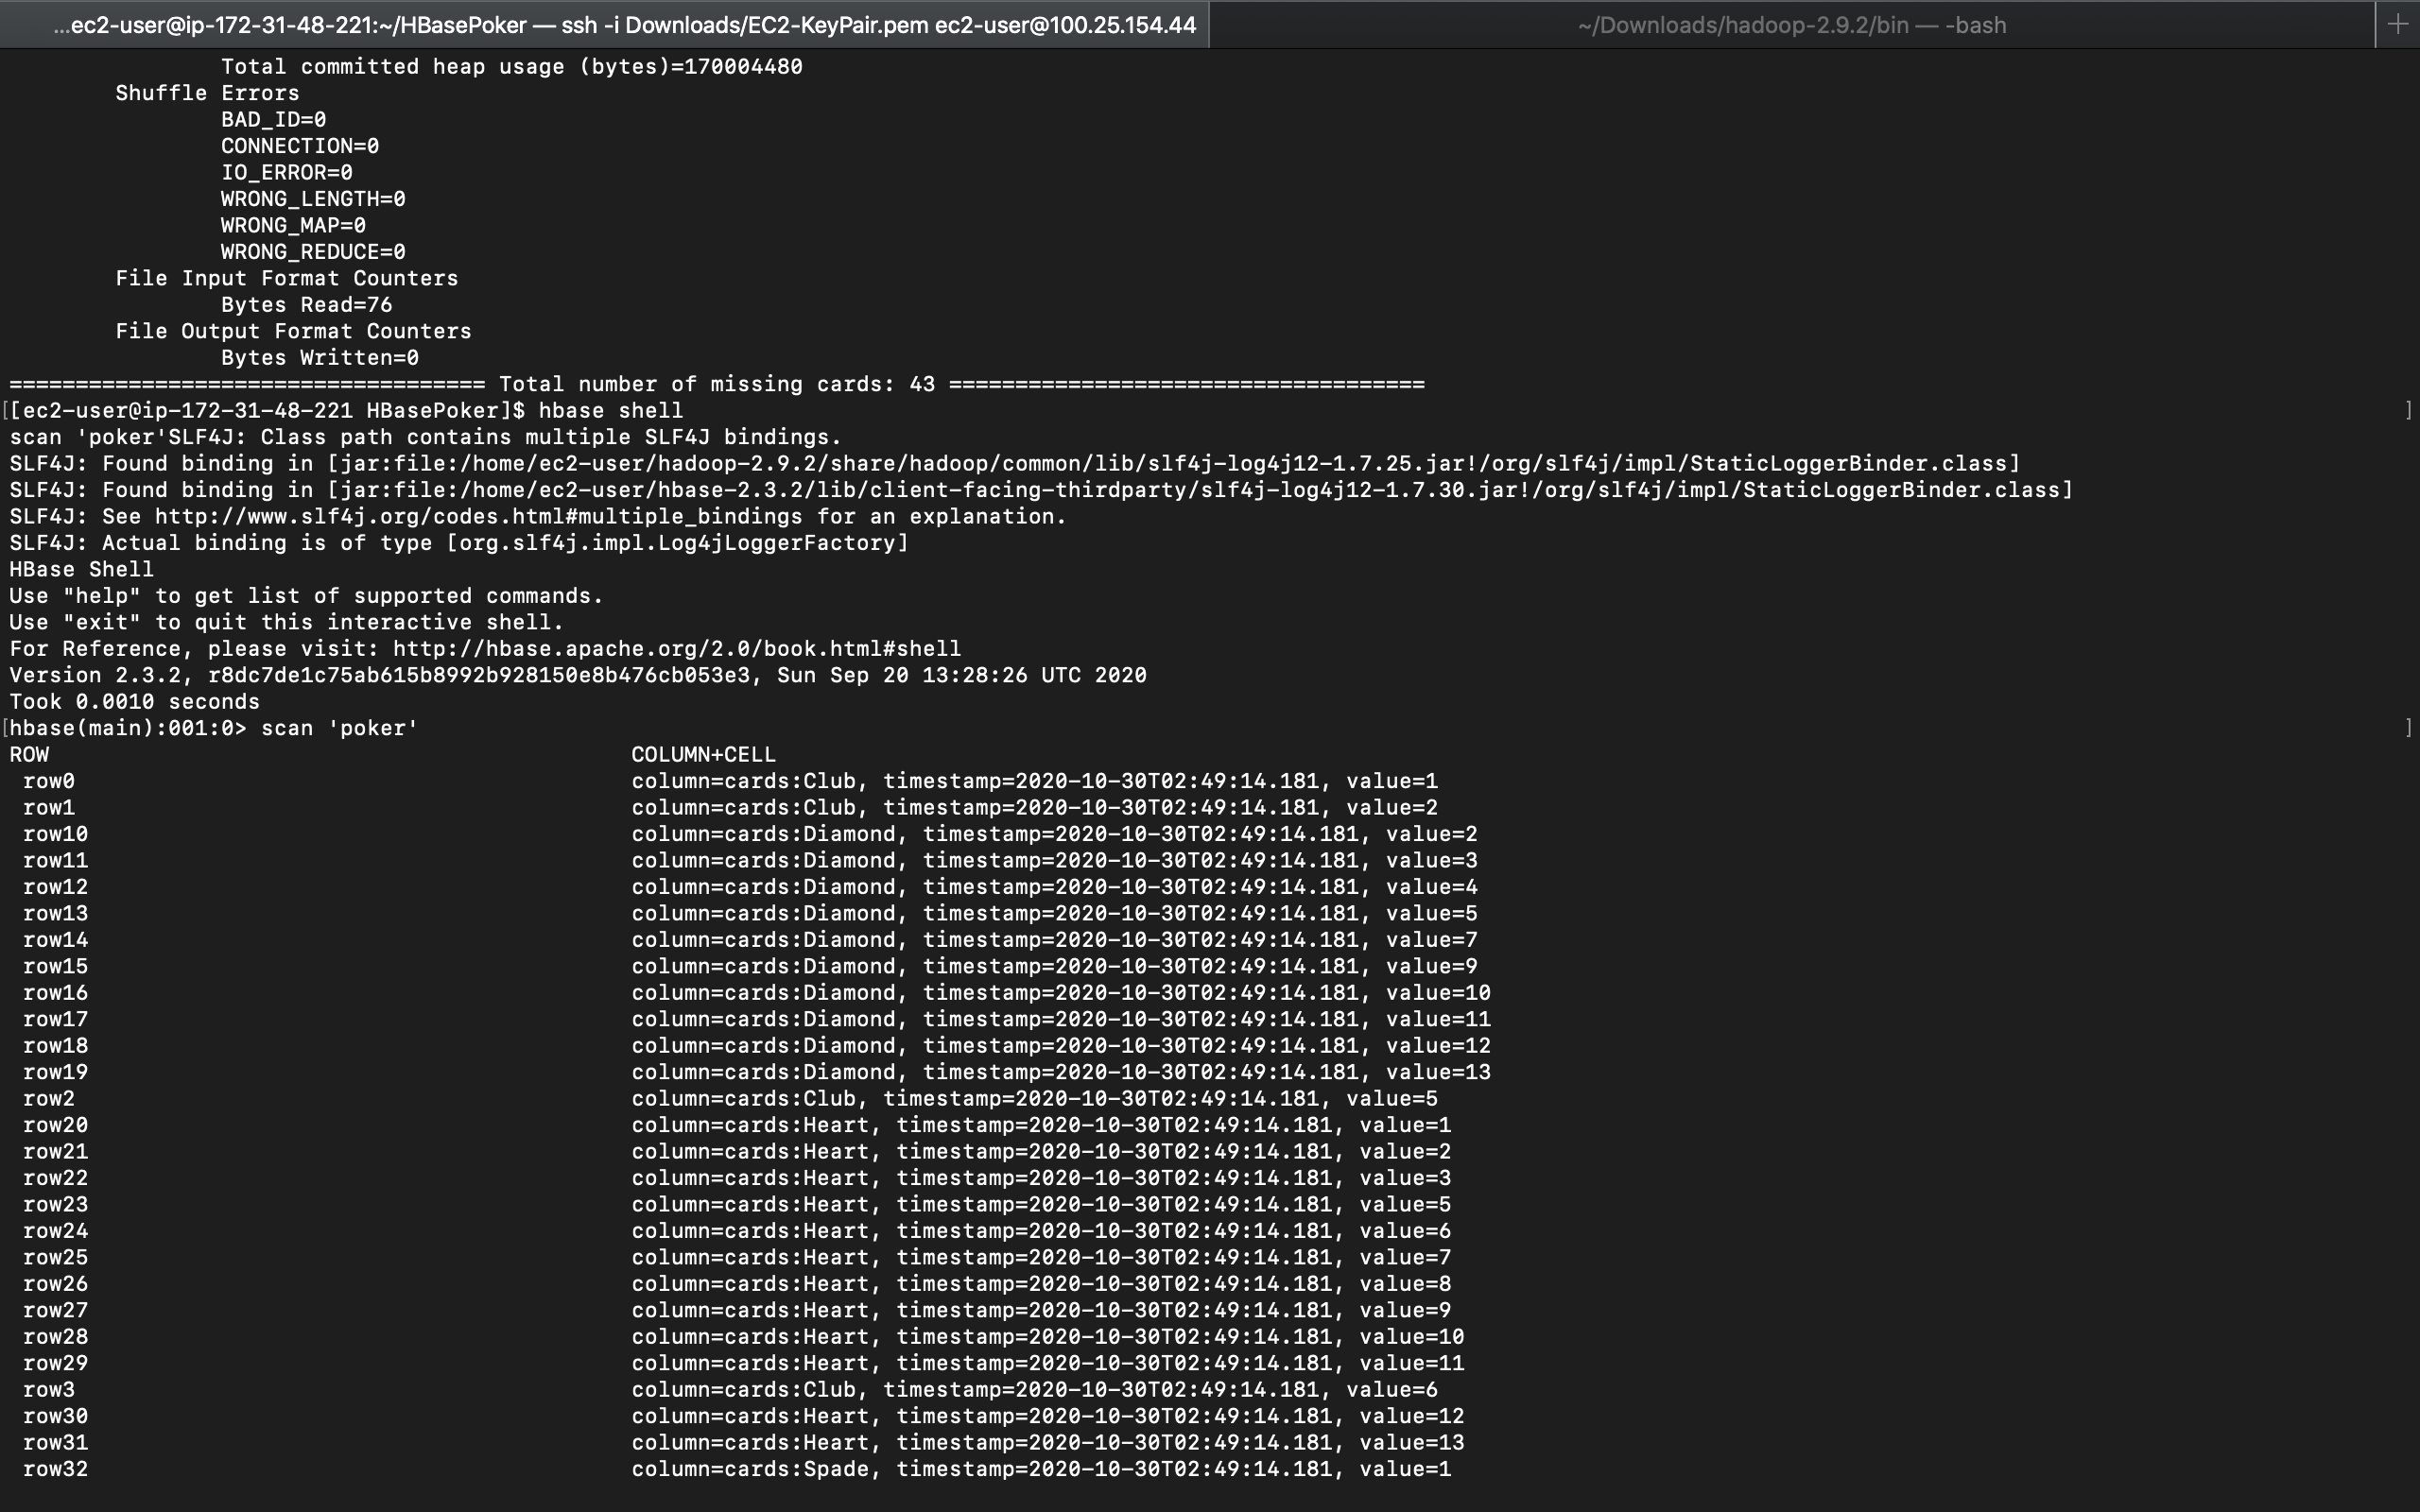 ...ec2-user@ip-172-31-48-221:~/HBasePoker — ssh -i Downloads/EC2-KeyPair.pem ec2-user@100.25.154.44
~/Downloads/hadoop-2.9.2/bin — -bash
+
Total committed heap usage (bytes)=170004480
Shuffle Errors
BAD_ID=0
CONNECTION=0
IO_ERROR=0
WRONG_LENGTH=0
WRONG_MAP=0
WRONG_REDUCE=0
File Input Format Counters
Bytes Read=76
File Output Format Counters
Bytes Written=0
==================================== Total number of missing cards: 43 ====================================
[[ec2-user@ip-172-31-48-221 HBasePoker]$ hbase shell ]
scan 'poker'SLF4J: Class path contains multiple SLF4J bindings.
SLF4J: Found binding in [jar:file:/home/ec2-user/hadoop-2.9.2/share/hadoop/common/lib/slf4j-log4j12-1.7.25.jar!/org/slf4j/impl/StaticLoggerBinder.class]
SLF4J: Found binding in [jar:file:/home/ec2-user/hbase-2.3.2/lib/client-facing-thirdparty/slf4j-log4j12-1.7.30.jar!/org/slf4j/impl/StaticLoggerBinder.class]
SLF4J: See http://www.slf4j.org/codes.html#multiple_bindings for an explanation.
SLF4J: Actual binding is of type [org.slf4j.impl.Log4jLoggerFactory]
HBase Shell
Use "help" to get list of supported commands.
Use "exit" to quit this interactive shell.
For Reference, please visit: http://hbase.apache.org/2.0/book.html#shell
Version 2.3.2, r8dc7de1c75ab615b8992b928150e8b476cb053e3, Sun Sep 20 13:28:26 UTC 2020
Took 0.0010 seconds
[hbase(main):001:0> scan 'poker' ]
ROW COLUMN+CELL
row0 column=cards:Club, timestamp=2020-10-30T02:49:14.181, value=1
row1 column=cards:Club, timestamp=2020-10-30T02:49:14.181, value=2
row10 column=cards:Diamond, timestamp=2020-10-30T02:49:14.181, value=2
row11 column=cards:Diamond, timestamp=2020-10-30T02:49:14.181, value=3
row12 column=cards:Diamond, timestamp=2020-10-30T02:49:14.181, value=4
row13 column=cards:Diamond, timestamp=2020-10-30T02:49:14.181, value=5
row14 column=cards:Diamond, timestamp=2020-10-30T02:49:14.181, value=7
row15 column=cards:Diamond, timestamp=2020-10-30T02:49:14.181, value=9
row16 column=cards:Diamond, timestamp=2020-10-30T02:49:14.181, value=10
row17 column=cards:Diamond, timestamp=2020-10-30T02:49:14.181, value=11
row18 column=cards:Diamond, timestamp=2020-10-30T02:49:14.181, value=12
row19 column=cards:Diamond, timestamp=2020-10-30T02:49:14.181, value=13
row2 column=cards:Club, timestamp=2020-10-30T02:49:14.181, value=5
row20 column=cards:Heart, timestamp=2020-10-30T02:49:14.181, value=1
row21 column=cards:Heart, timestamp=2020-10-30T02:49:14.181, value=2
row22 column=cards:Heart, timestamp=2020-10-30T02:49:14.181, value=3
row23 column=cards:Heart, timestamp=2020-10-30T02:49:14.181, value=5
row24 column=cards:Heart, timestamp=2020-10-30T02:49:14.181, value=6
row25 column=cards:Heart, timestamp=2020-10-30T02:49:14.181, value=7
row26 column=cards:Heart, timestamp=2020-10-30T02:49:14.181, value=8
row27 column=cards:Heart, timestamp=2020-10-30T02:49:14.181, value=9
row28 column=cards:Heart, timestamp=2020-10-30T02:49:14.181, value=10
row29 column=cards:Heart, timestamp=2020-10-30T02:49:14.181, value=11
row3 column=cards:Club, timestamp=2020-10-30T02:49:14.181, value=6
row30 column=cards:Heart, timestamp=2020-10-30T02:49:14.181, value=12
row31 column=cards:Heart, timestamp=2020-10-30T02:49:14.181, value=13
row32 column=cards:Spade, timestamp=2020-10-30T02:49:14.181, value=1